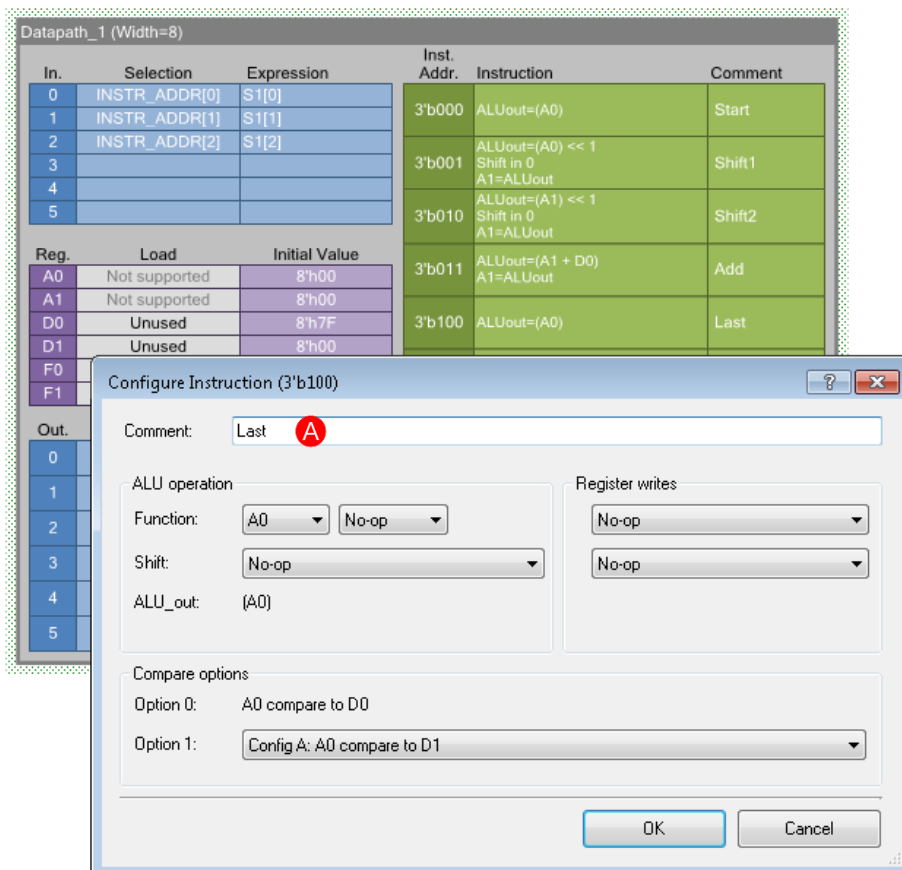 Datapath_1 (Width=8)
In. Selection Expression
0 INSTR_ADDR[0] S1[0]
1 INSTR_ADDR[1] S1[1]
2 INSTR_ADDR[2] S1[2]
3
4
5
Reg. Load Initial Value
A0 Not supported 8'h00
A1 Not supported 8'h00
D0 Unused 8'h7F
D1 Unused 8'h00
F0
F1
Out.
0
1
2
3
4
5
Inst.
Addr. Instruction Comment
3'b000 ALUout=(A0) Start
ALUout=(A0) << 1
3'b001 Shift in 0 Shift1
A1=ALUout
ALUout=(A1) << 1
3'b010 Shift in 0 Shift2
A1=ALUout
3'b011 ALUout=(A1 + D0) Add
A1=ALUout
3'b100 ALUout=(A0) Last
Configure Instruction (3'b100)
Comment: Last A
ALU operation
Function: A0 No-op
Shift: No-op
ALU_out: (A0)
Register writes
No-op
No-op
Compare options
Option 0: A0 compare to D0
Option 1: Config A: A0 compare to D1
OK Cancel